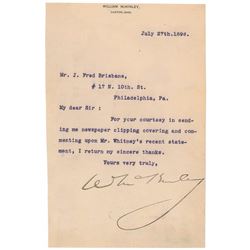 WILLIAM McKINLEY,
CANTON, OHIO.
July 27th.1896.
Mr. J. Fred Brisbane,
# 17 N. 10th. St.
Philadelphia, Pa.
My dear Sir :
For your courtesy in send-
ing me newspaper clipping covering and com-
menting upon Mr. Whitney's recent state-
ment, I return my sincere thanks.
Yours very truly,
Wm McKinley